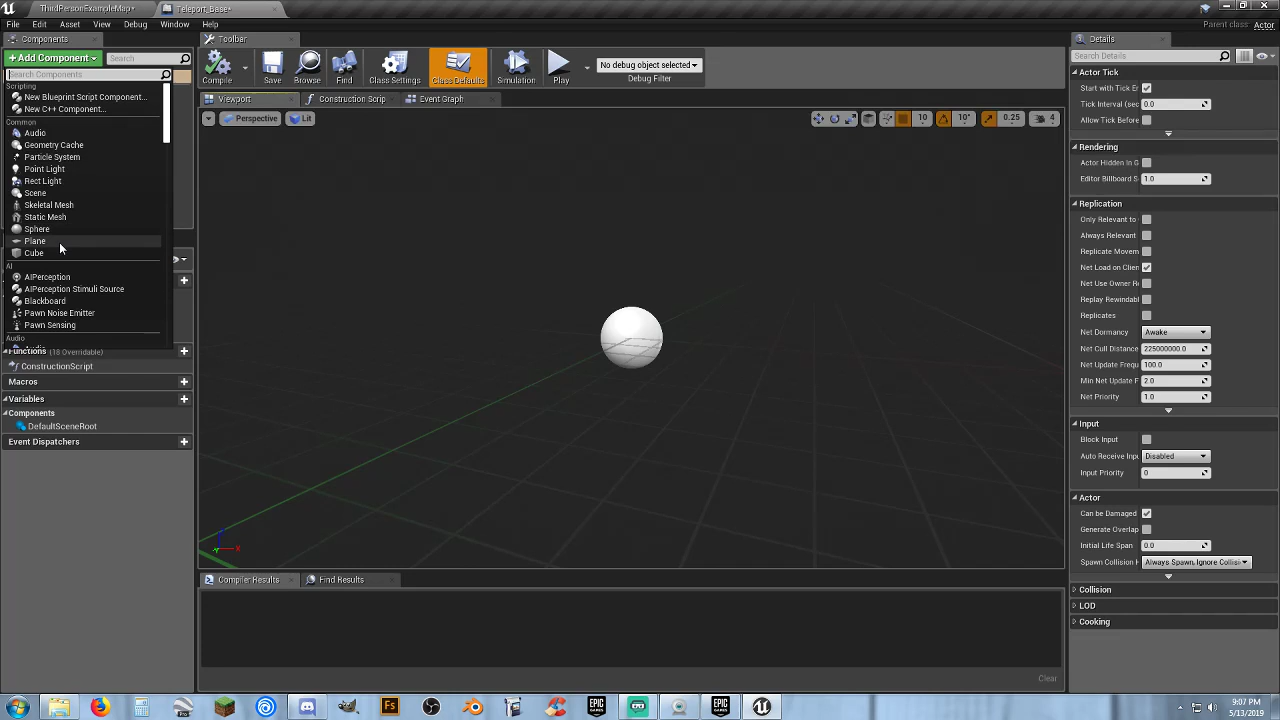 ThirdPersonExampleMap*
Teleport_Base*
File Edit Asset View Debug Window Help
Parent class: Actor
Components
+Add Component
Search
Search Components
Scripting
New Blueprint Script Component...
New C++ Component...
Common
Audio
Geometry Cache
Particle System
Point Light
Rect Light
Scene
Skeletal Mesh
Static Mesh
Sphere
Plane
Cube
AI
AIPerception
AIPerception Stimuli Source
Blackboard
Pawn Noise Emitter
Pawn Sensing
Audio
Functions (18 Overridable)
ConstructionScript
Macros
Variables
Components
DefaultSceneRoot
Event Dispatchers
Toolbar
Compile
Save
Browse
Find
Class Settings
Class Defaults
Simulation
Play
No debug object selected
Debug Filter
Viewport
Construction Scrip
Event Graph
Perspective
Lit
10
10°
0.25
4
X
Compiler Results
Find Results
Clear
Details
Search Details
Actor Tick
Start with Tick E
Tick Interval (sec 0.0
Allow Tick Before
Rendering
Actor Hidden In G
Editor Billboard S 1.0
Replication
Only Relevant to
Always Relevant
Replicate Movem
Net Load on Clien
Net Use Owner R
Replay Rewindab
Replicates
Net Dormancy Awake
Net Cull Distance 225000000.0
Net Update Frequ 100.0
Min Net Update F 2.0
Net Priority 1.0
Input
Block Input
Auto Receive Inpu Disabled
Input Priority 0
Actor
Can be Damaged
Generate Overlap
Initial Life Span 0.0
Spawn Collision H Always Spawn, Ignore Collisi
Collision
LOD
Cooking
Fs
EPIC GAMES
EPIC GAMES
9:07 PM
5/13/2019